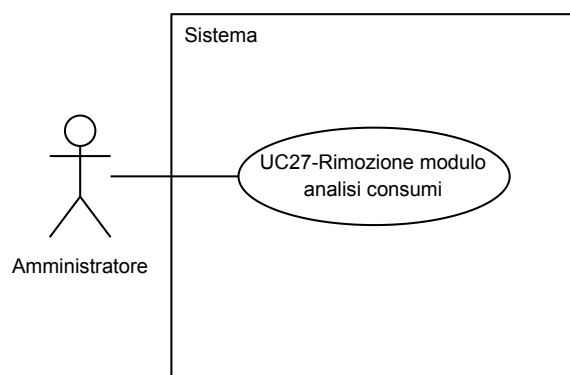 Sistema
UC27-Rimozione modulo
analisi consumi
Amministratore